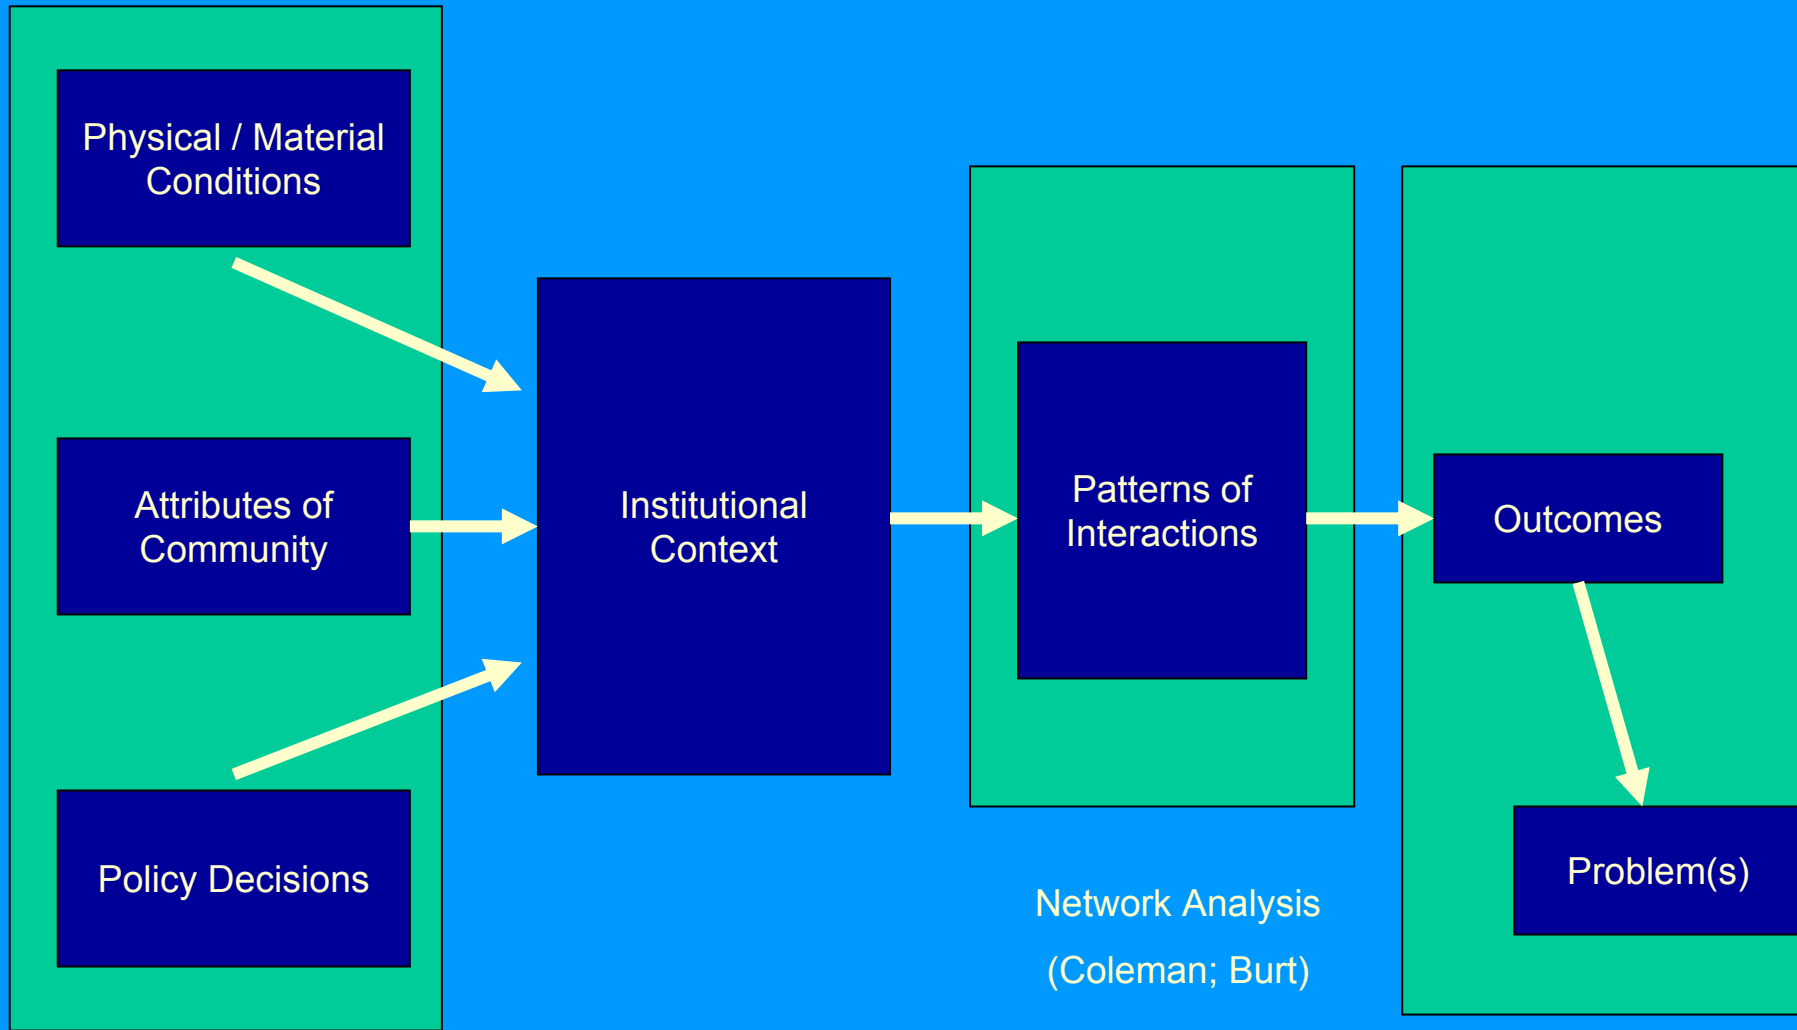 Physical / Material
Conditions
Attributes of
Community
Policy Decisions
Institutional
Context
Patterns of
Interactions
Network Analysis
(Coleman; Burt)
Outcomes
Problem(s)